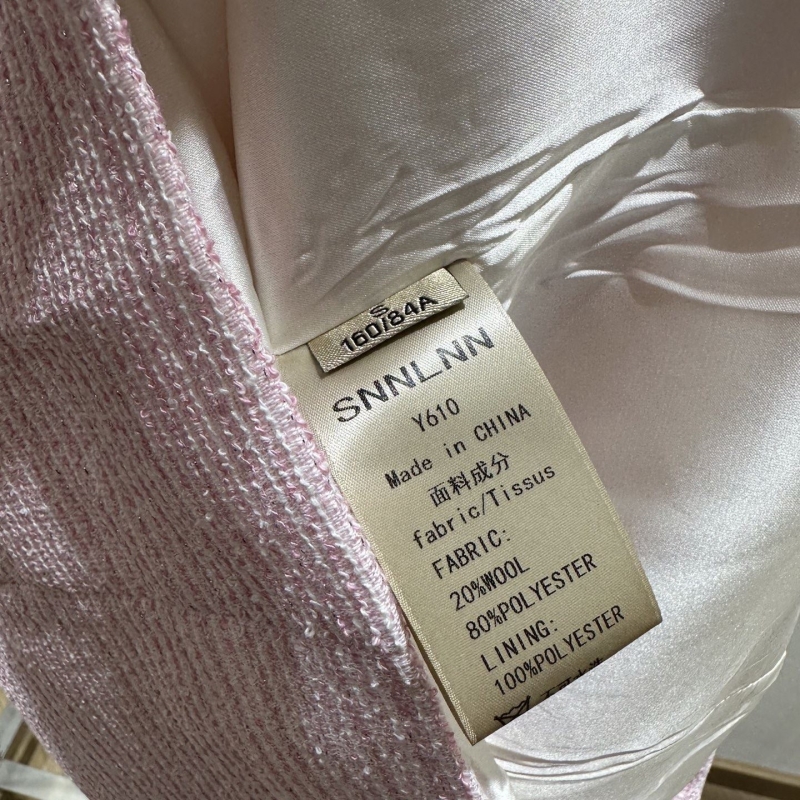 S
160/84A
SNNLNN
Y610
Made in CHINA
面料成分
fabric/Tissus
FABRIC:
20%WOOL
80%POLYESTER
LINING:
100%POLYESTER